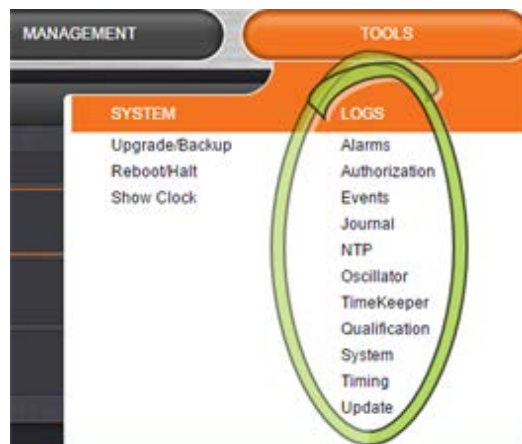 MANAGEMENT
TOOLS
SYSTEM
Upgrade/Backup
Reboot/Halt
Show Clock
LOGS
Alarms
Authorization
Events
Journal
NTP
Oscillator
TimeKeeper
Qualification
System
Timing
Update